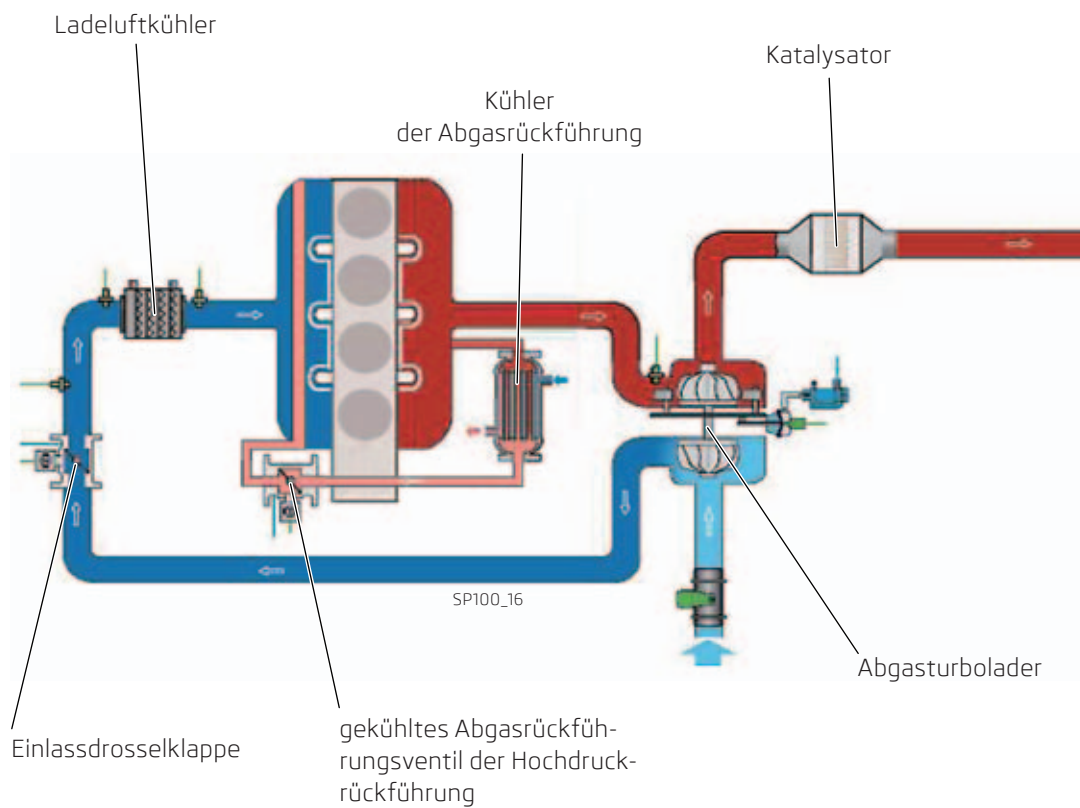 Ladeluftkühler
Katalysator
Kühler
der Abgasrückführung
SP100_16
Abgasturbolader
Einlassdrosselklappe
gekühltes Abgasrückfüh-
rungsventil der Hochdruck-
rückführung